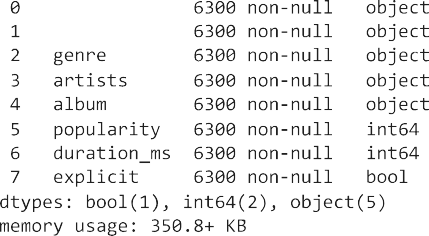 0 6300 non-null object
1 6300 non-null object
2 genre 6300 non-null object
3 artists 6300 non-null object
4 album 6300 non-null object
5 popularity 6300 non-null int64
6 duration_ms 6300 non-null int64
7 explicit 6300 non-null bool
dtypes: bool(1), int64(2), object(5)
memory usage: 350.8+ KB